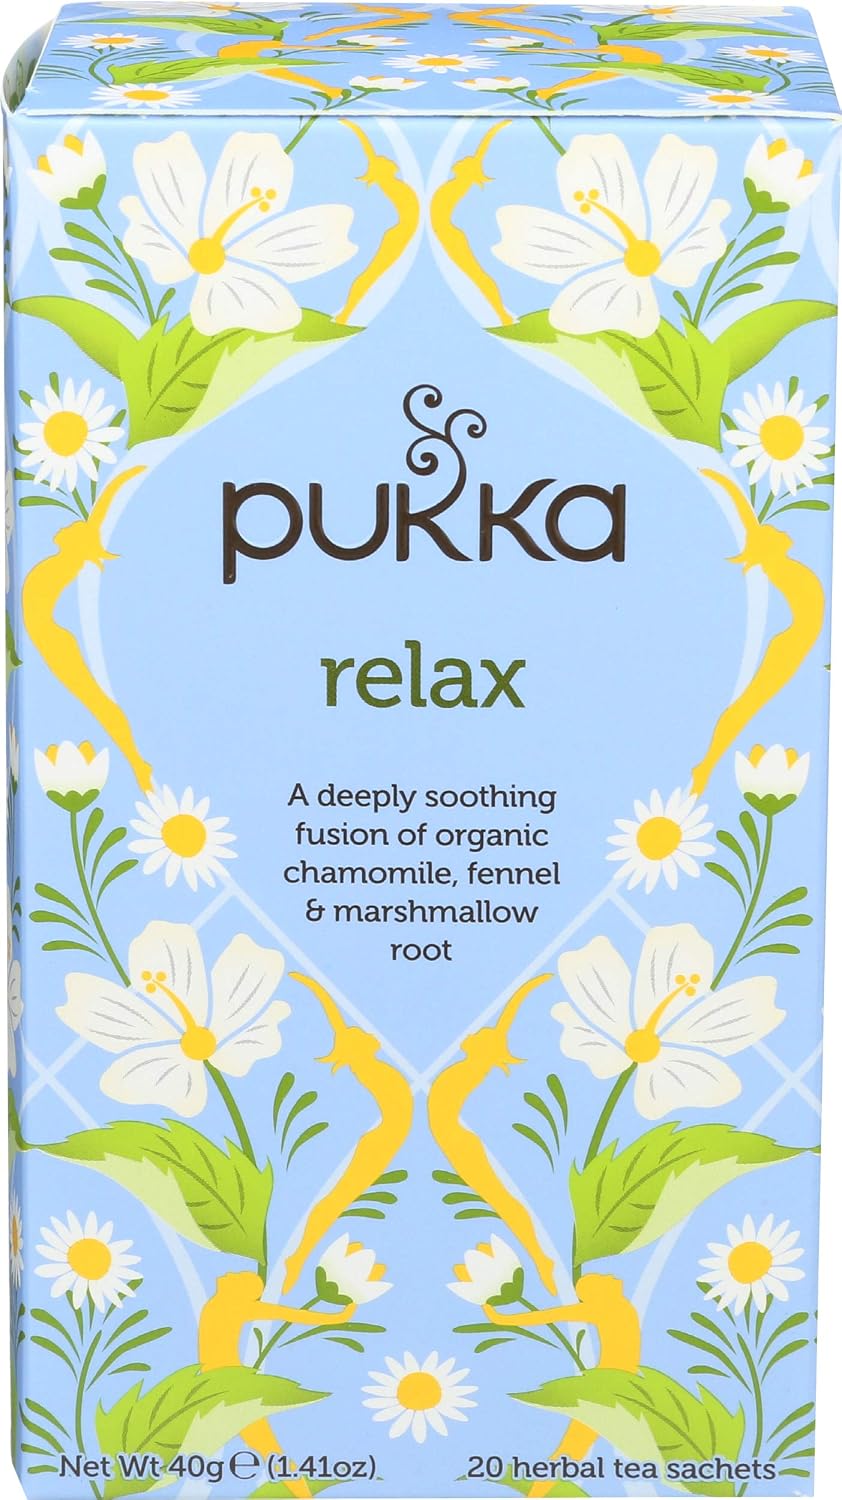 pukka
relax
A deeply soothing
fusion of organic
chamomile, fennel
& marshmallow
root
Net Wt 40g ℮ (1.41oz)
20 herbal tea sachets